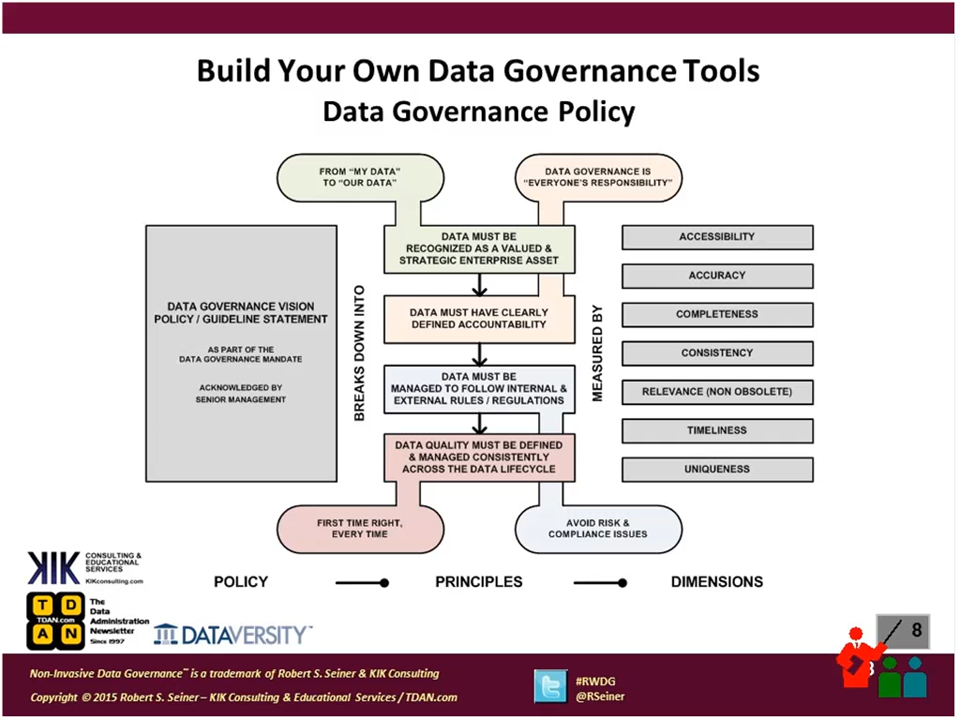 Build Your Own Data Governance Tools
Data Governance Policy
FROM "MY DATA"
TO "OUR DATA"
DATA GOVERNANCE IS
"EVERYONE'S RESPONSIBILITY"
DATA GOVERNANCE VISION
POLICY / GUIDELINE STATEMENT
AS PART OF THE
DATA GOVERNANCE MANDATE
ACKNOWLEDGED BY
SENIOR MANAGEMENT
BREAKS DOWN INTO
DATA MUST BE
RECOGNIZED AS A VALUED &
STRATEGIC ENTERPRISE ASSET
DATA MUST HAVE CLEARLY
DEFINED ACCOUNTABILITY
DATA MUST BE
MANAGED TO FOLLOW INTERNAL &
EXTERNAL RULES / REGULATIONS
DATA QUALITY MUST BE DEFINED
& MANAGED CONSISTENTLY
ACROSS THE DATA LIFECYCLE
MEASURED BY
ACCESSIBILITY
ACCURACY
COMPLETENESS
CONSISTENCY
RELEVANCE (NON OBSOLETE)
TIMELINESS
UNIQUENESS
FIRST TIME RIGHT,
EVERY TIME
AVOID RISK &
COMPLIANCE ISSUES
POLICY
PRINCIPLES
DIMENSIONS
KIK
CONSULTING &
EDUCATIONAL
SERVICES
KIKconsulting.com
T D
TDAN.com
A N
The
Data
Administration
Newsletter
Since 1997
DATAVERSITY™
8
Non-Invasive Data Governance™ is a trademark of Robert S. Seiner & KIK Consulting
Copyright © 2015 Robert S. Seiner – KIK Consulting & Educational Services / TDAN.com
#RWDG
@RSeiner